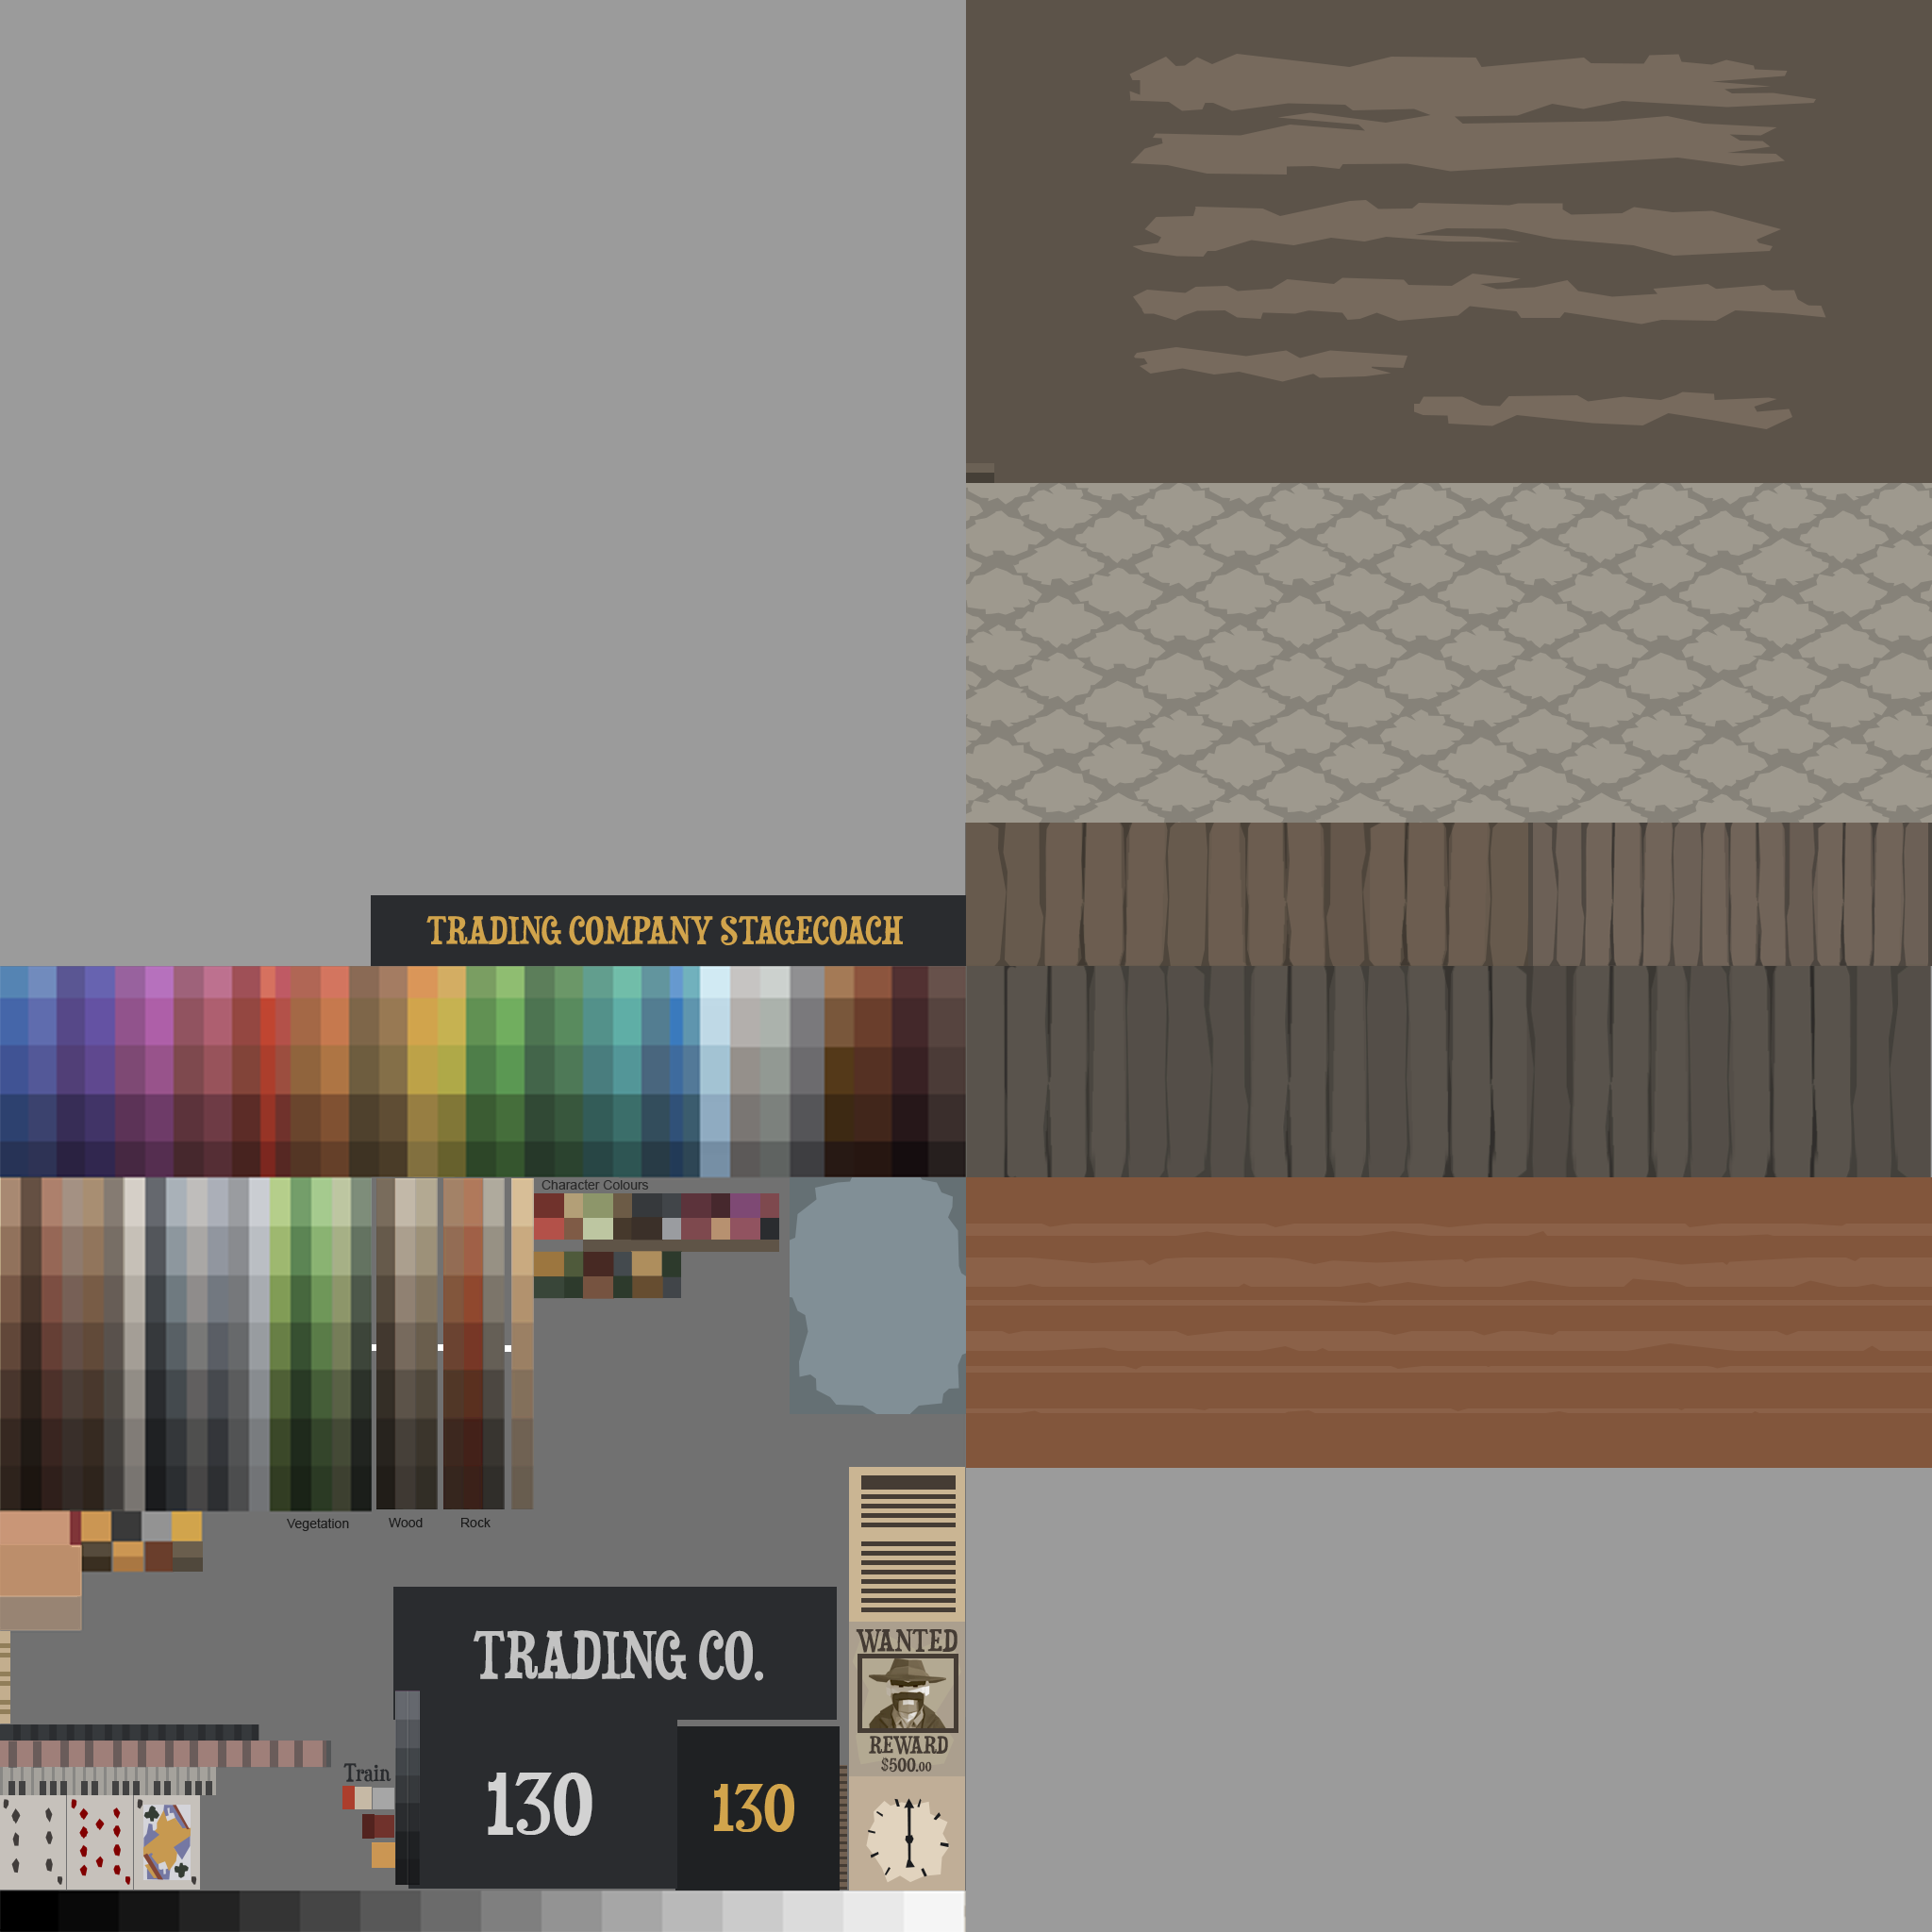 TRADING COMPANY STAGECOACH
Character Colours
Vegetation
Wood
Rock
TRADING CO.
WANTED
REWARD
$500.00
Train
130
130